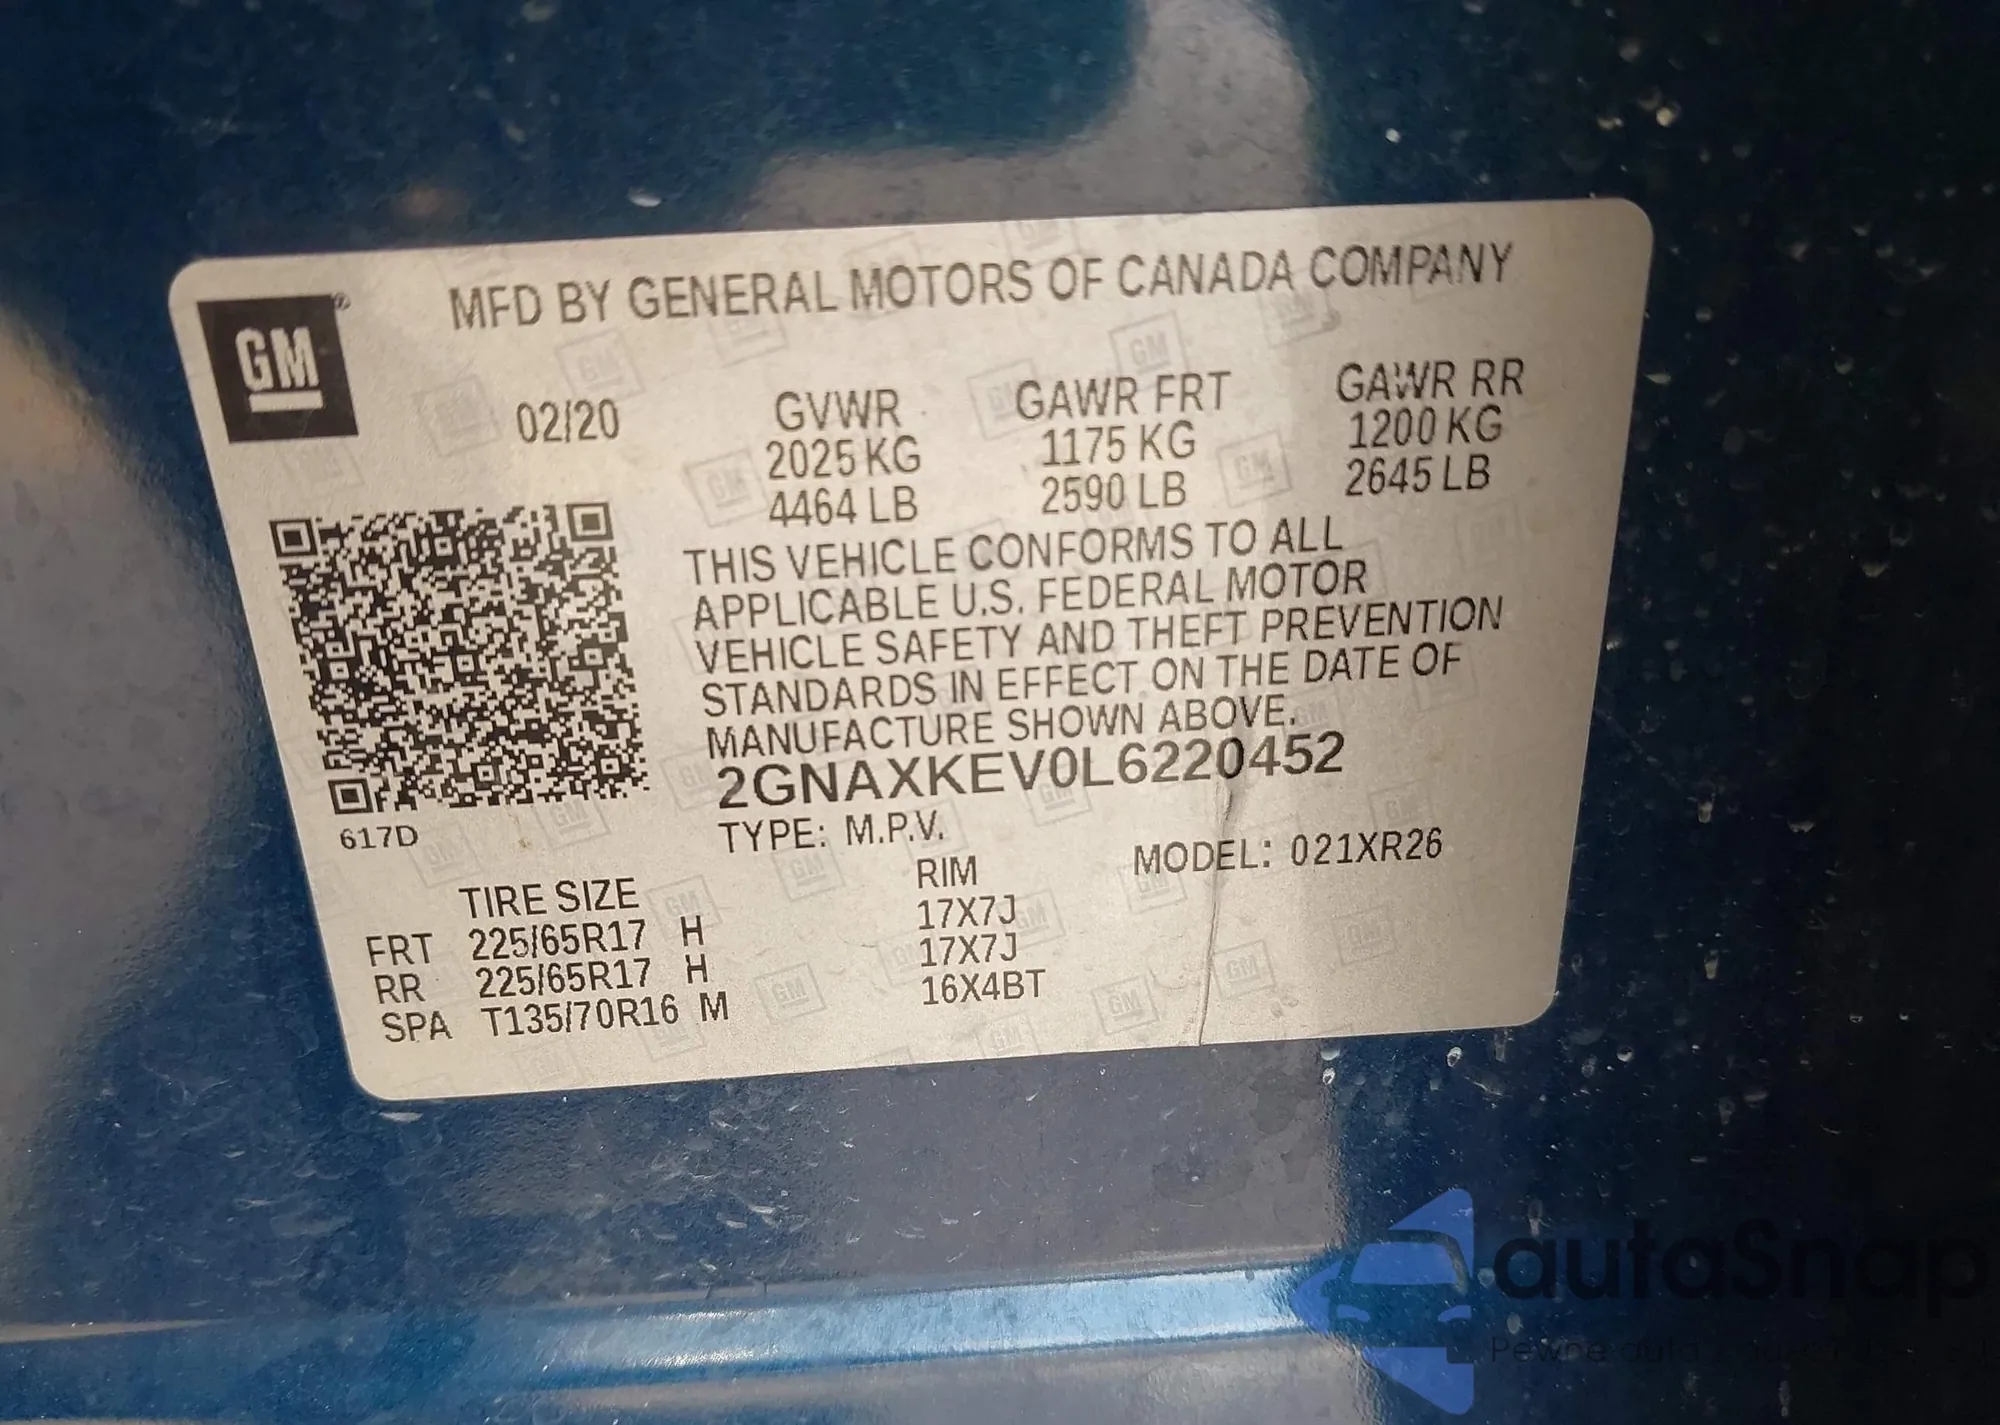 MFD BY GENERAL MOTORS OF CANADA COMPANY
GM
02/20 GVWR GAWR FRT GAWR RR
2025 KG 1175 KG 1200 KG
4464 LB 2590 LB 2645 LB
THIS VEHICLE CONFORMS TO ALL
APPLICABLE U.S. FEDERAL MOTOR
VEHICLE SAFETY AND THEFT PREVENTION
STANDARDS IN EFFECT ON THE DATE OF
MANUFACTURE SHOWN ABOVE.
2GNAXKEV0L6220452
617D
TYPE: M.P.V. MODEL: 021XR26
TIRE SIZE RIM
FRT 225/65R17 H 17X7J
RR 225/65R17 H 17X7J
SPA T135/70R16 M 16X4BT
autaSnap
Pewne auta